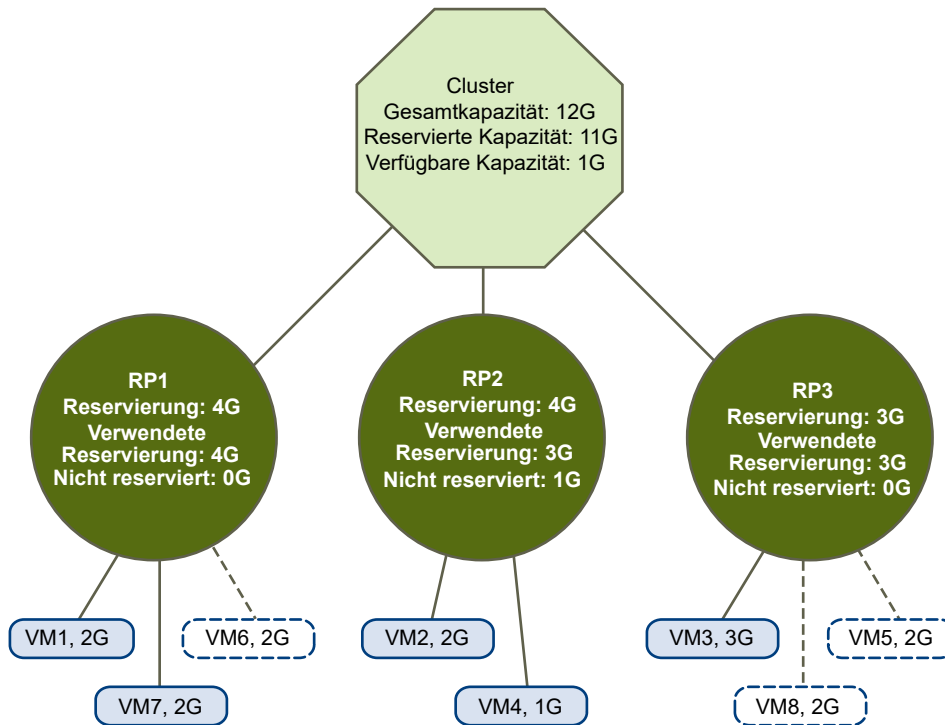 Cluster
Gesamtkapazität: 12G
Reservierte Kapazität: 11G
Verfügbare Kapazität: 1G
RP1
Reservierung: 4G
Verwendete
Reservierung: 4G
Nicht reserviert: 0G
RP2
Reservierung: 4G
Verwendete
Reservierung: 3G
Nicht reserviert: 1G
RP3
Reservierung: 3G
Verwendete
Reservierung: 3G
Nicht reserviert: 0G
VM1, 2G
VM6, 2G
VM2, 2G
VM3, 3G
VM5, 2G
VM7, 2G
VM4, 1G
VM8, 2G